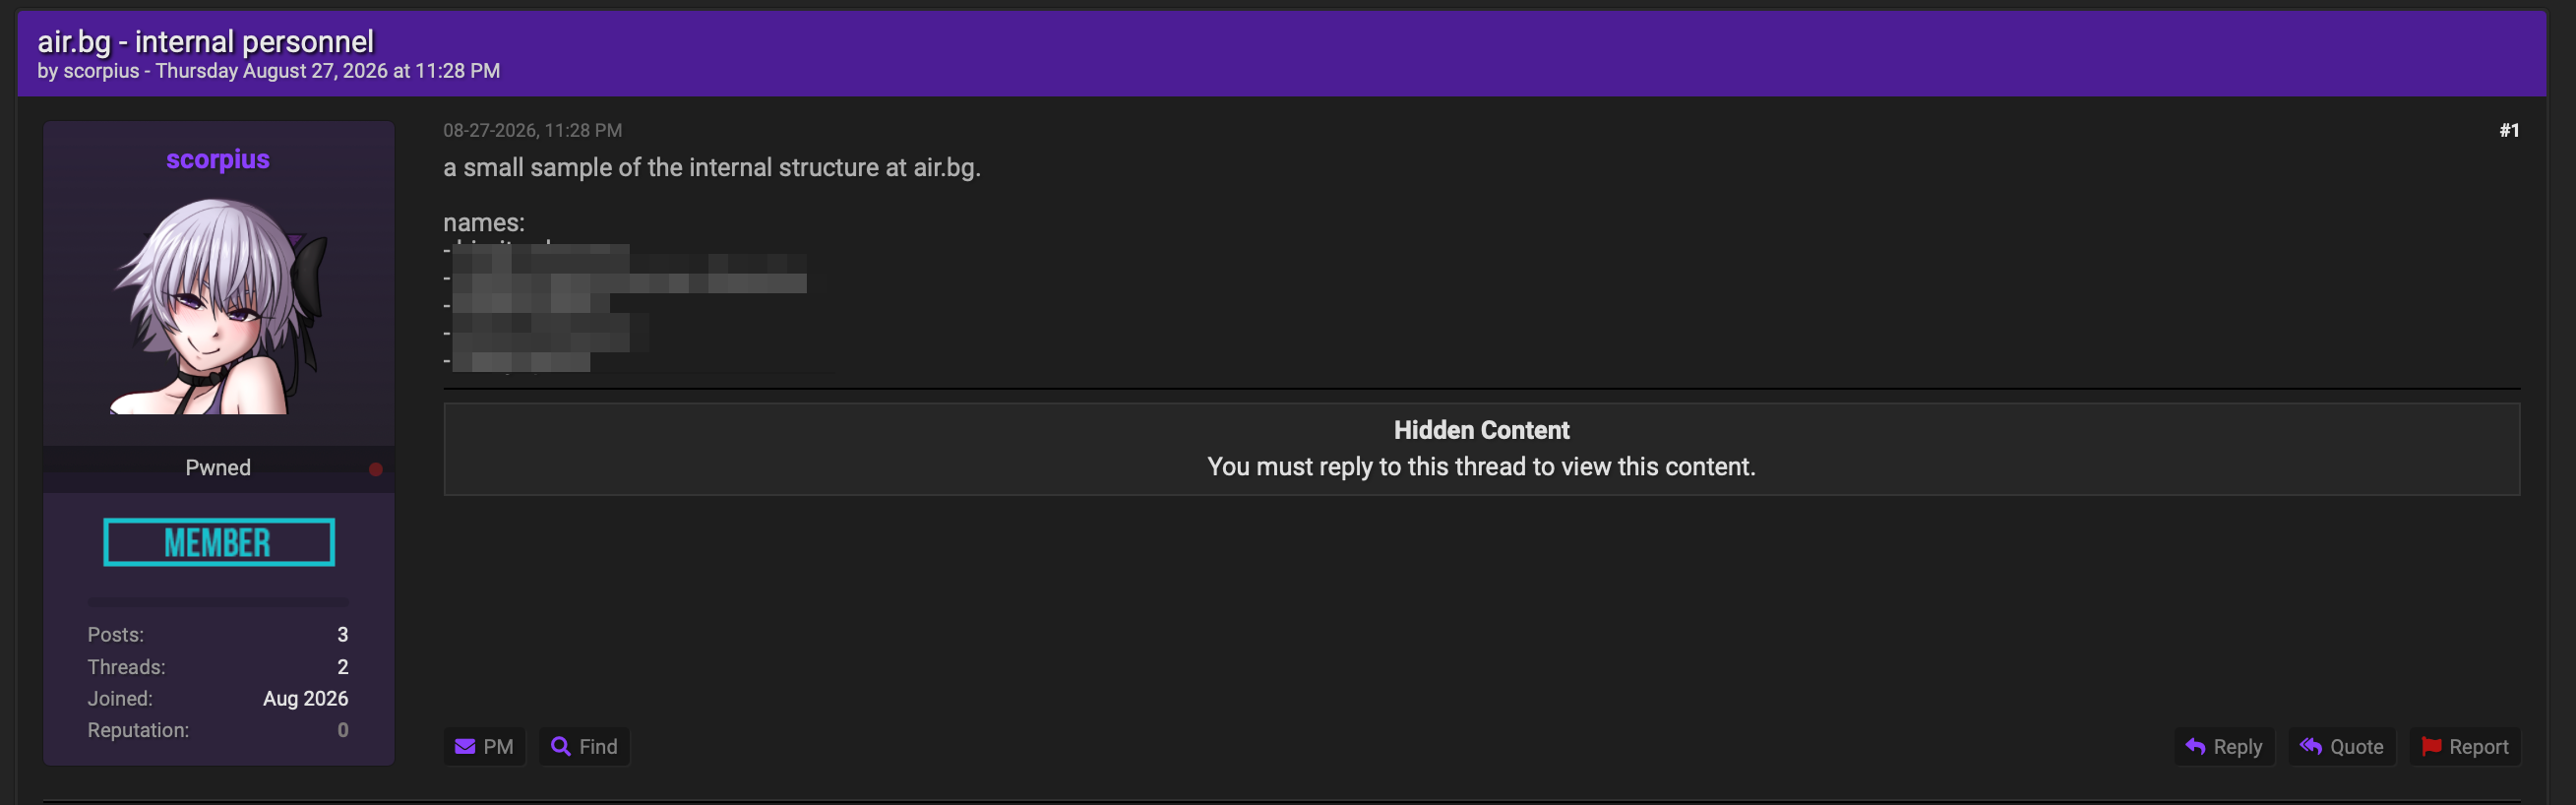 air.bg - internal personnel
by scorpius - Thursday August 27, 2026 at 11:28 PM
scorpius
Pwned
MEMBER
Posts: 3
Threads: 2
Joined: Aug 2026
Reputation: 0
08-27-2026, 11:28 PM
#1
a small sample of the internal structure at air.bg.
names:
-
-
-
-
-
Hidden Content
You must reply to this thread to view this content.
PM
Find
Reply
Quote
Report